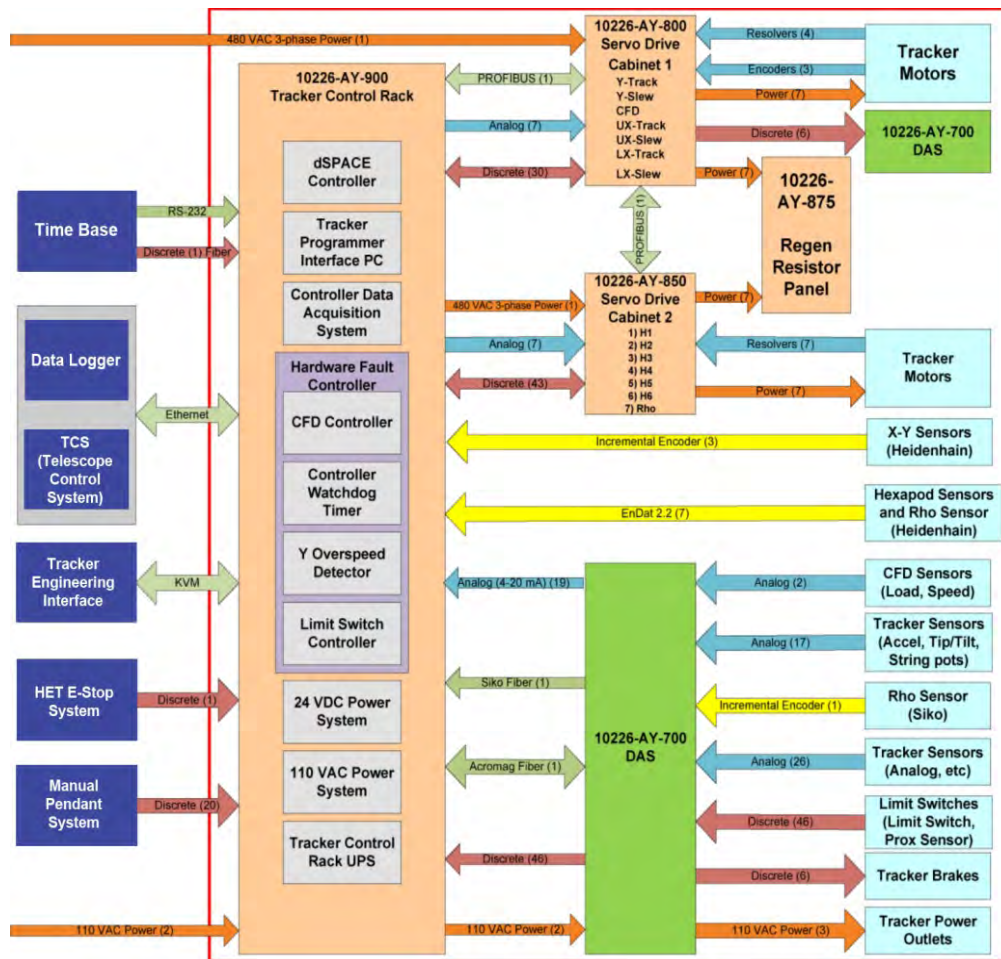 480 VAC 3-phase Power (1)
10226-AY-900
Tracker Control Rack
dSPACE
Controller
Tracker
Programmer
Interface PC
Controller Data
Acquisition
System
Hardware Fault
Controller
CFD Controller
Controller
Watchdog
Timer
Y Overspeed
Detector
Limit Switch
Controller
24 VDC Power
System
110 VAC Power
System
Tracker Control
Rack UPS
Time Base
RS-232
Discrete (1) Fiber
Data Logger
TCS
(Telescope
Control
System)
Ethernet
Tracker
Engineering
Interface
KVM
HET E-Stop
System
Discrete (1)
Manual
Pendant
System
Discrete (20)
110 VAC Power (2)
PROFIBUS (1)
Analog (7)
Discrete (30)
10226-AY-800
Servo Drive
Cabinet 1
Y-Track
Y-Slew
CFD
UX-Track
UX-Slew
LX-Track
LX-Slew
Resolvers (4)
Encoders (3)
Power (7)
Discrete (6)
Power (7)
Tracker
Motors
10226-AY-700
DAS
10226-
AY-875
Regen
Resistor
Panel
PROFIBUS (1)
480 VAC 3-phase Power (1)
Analog (7)
Discrete (43)
10226-AY-850
Servo Drive
Cabinet 2
1) H1
2) H2
3) H3
4) H4
5) H5
6) H6
7) Rho
Power (7)
Resolvers (7)
Power (7)
Tracker
Motors
Incremental Encoder (3)
X-Y Sensors
(Heidenhain)
EnDat 2.2 (7)
Hexapod Sensors
and Rho Sensor
(Heidenhain)
Analog (4-20 mA) (19)
Siko Fiber (1)
Acromag Fiber (1)
Discrete (46)
110 VAC Power (2)
10226-AY-700
DAS
Analog (2)
CFD Sensors
(Load, Speed)
Analog (17)
Tracker Sensors
(Accel, Tip/Tilt,
String pots)
Incremental Encoder (1)
Rho Sensor
(Siko)
Analog (26)
Tracker Sensors
(Analog, etc)
Discrete (46)
Limit Switches
(Limit Switch,
Prox Sensor)
Discrete (6)
Tracker Brakes
110 VAC Power (3)
Tracker Power
Outlets